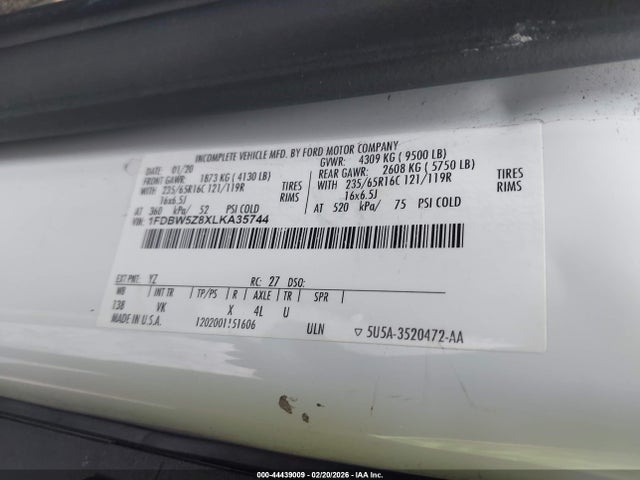 INCOMPLETE VEHICLE MFD. BY FORD MOTOR COMPANY
DATE: 01/20 GVWR: 4309 KG ( 9500 LB)
FRONT GAWR: 1873 KG ( 4130 LB) REAR GAWR: 2608 KG ( 5750 LB)
WITH 235/65R16C 121/119R TIRES WITH 235/65R16C 121/119R TIRES
16x6.5J RIMS 16x6.5J RIMS
AT 360 kPa/ 52 PSI COLD AT 520 kPa/ 75 PSI COLD
VIN: 1FDBW5Z8XLKA35744
EXT PNT: YZ RC: 27 DSO:
WB INT TR TP/PS R AXLE TR SPR
138 VK X 4L U
MADE IN U.S.A. 1202001151606 ULN ▽ 5U5A-3520472-AA
000-44439009 - 02/20/2026 - IAA Inc.